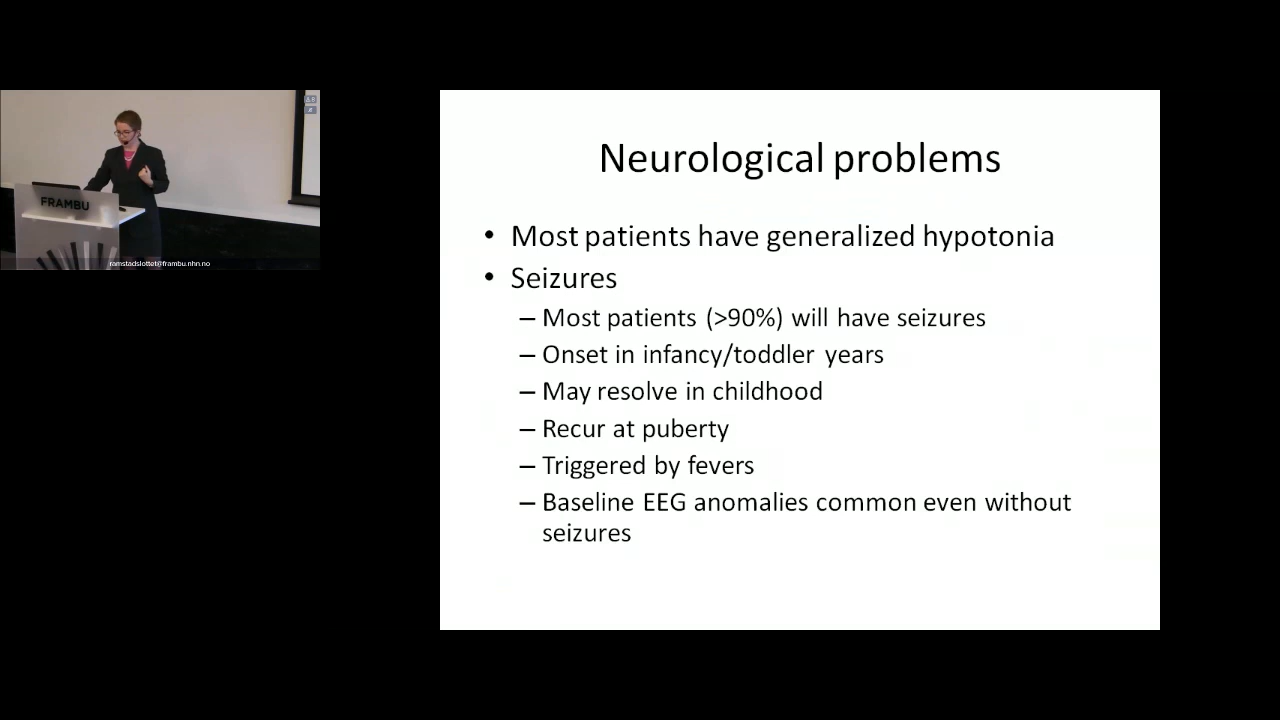 FRAMBU
ramstadslottet@frambu.nhn.no
Neurological problems
• Most patients have generalized hypotonia
• Seizures
– Most patients (>90%) will have seizures
– Onset in infancy/toddler years
– May resolve in childhood
– Recur at puberty
– Triggered by fevers
– Baseline EEG anomalies common even without
seizures